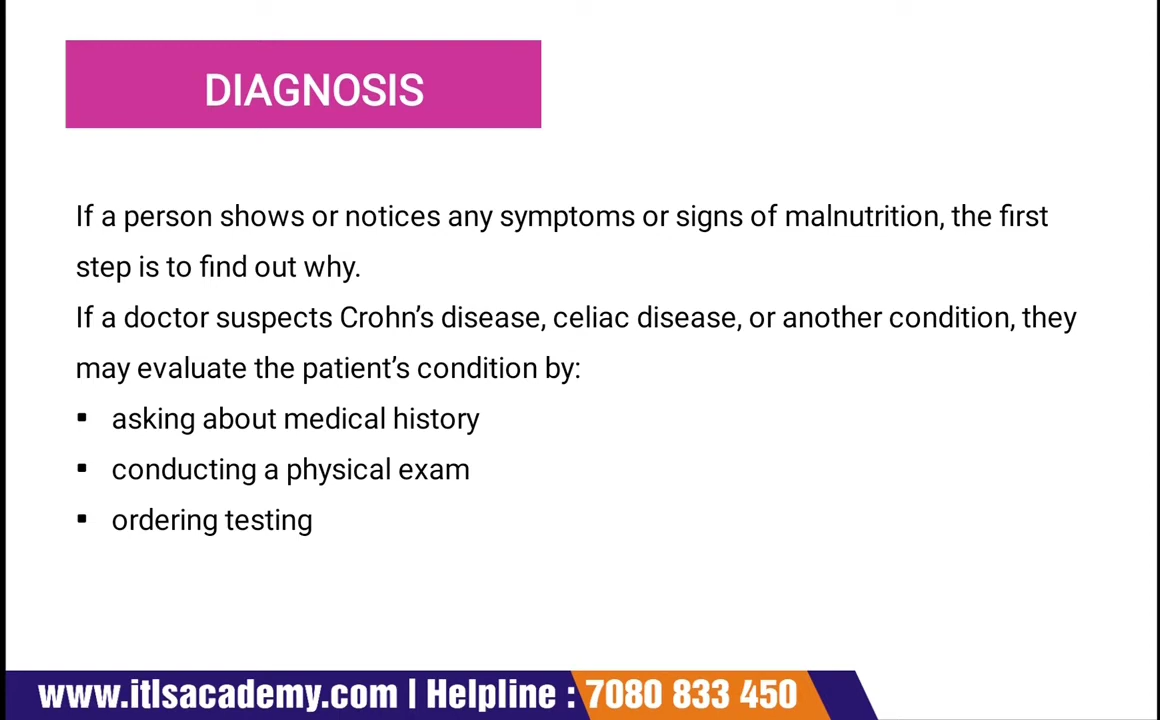 DIAGNOSIS
If a person shows or notices any symptoms or signs of malnutrition, the first
step is to find out why.
If a doctor suspects Crohn’s disease, celiac disease, or another condition, they
may evaluate the patient’s condition by:
▪ asking about medical history
▪ conducting a physical exam
▪ ordering testing
www.itlsacademy.com | Helpline : 7080 833 450